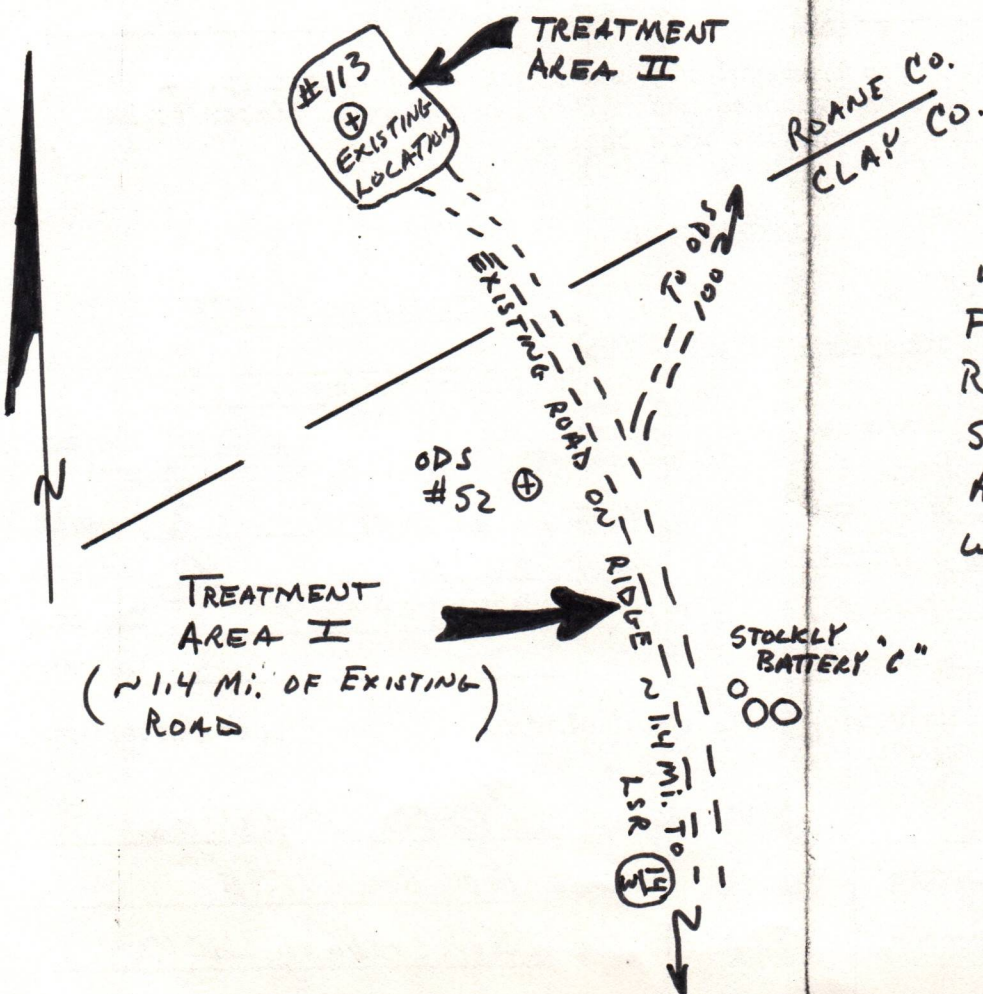 TREATMENT
AREA II
#113
EXISTING
LOCATION
ROANE CO.
CLAY CO.
TO ODS
100
EXISTING ROAD ON RIDGE ~ 1.4 Mi. TO
LSR
ODS
#52
N
TREATMENT
AREA I
(~1.4 Mi. OF EXISTING)
ROAD
STOCKLY
BATTERY "C"
14
F
R
S
A
W